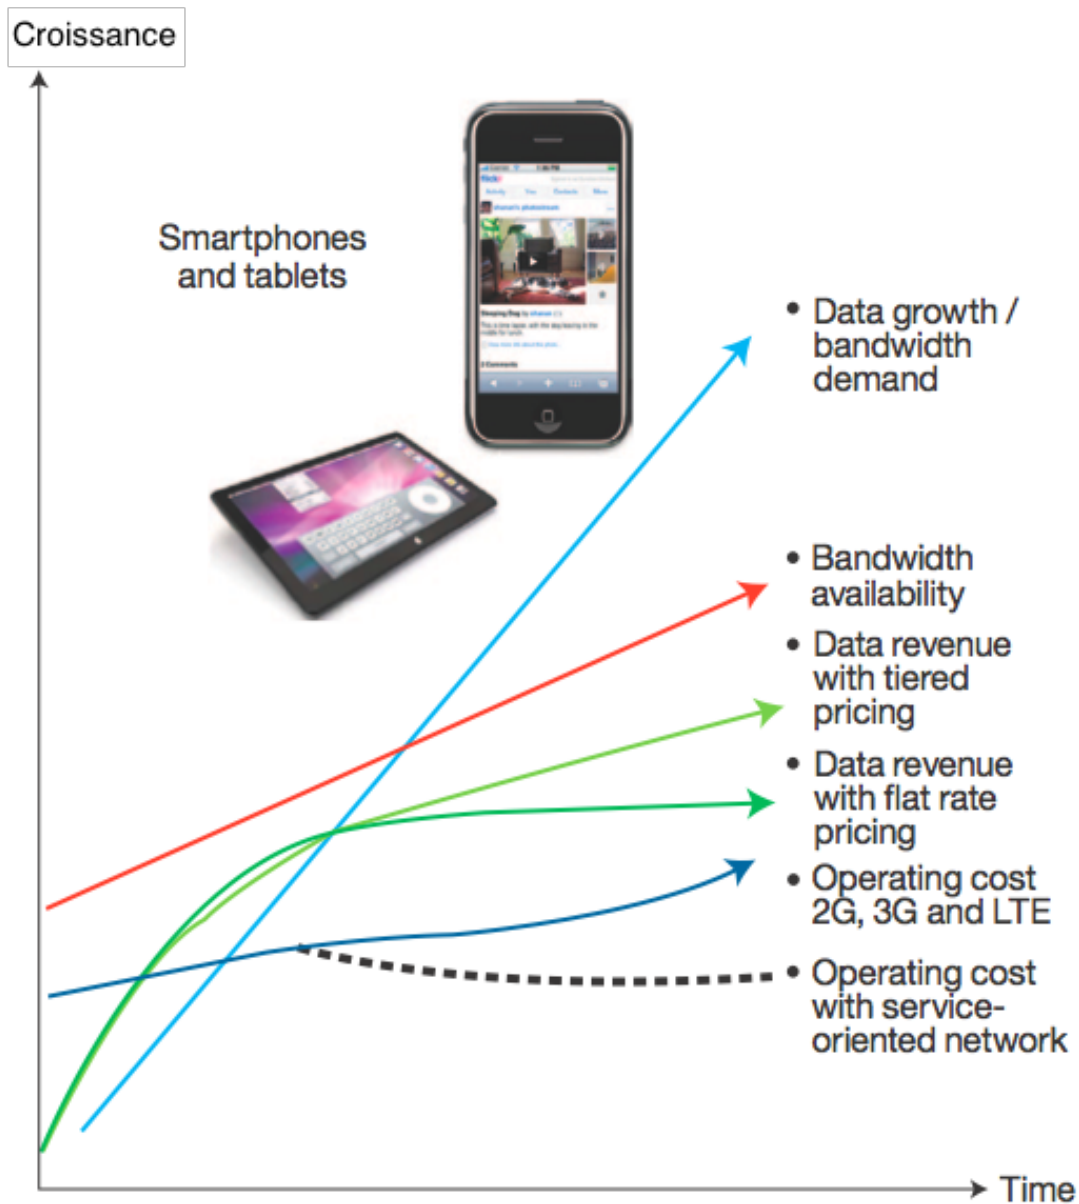 Croissance
Smartphones
and tablets
flickr
• Data growth /
bandwidth
demand
• Bandwidth
availability
• Data revenue
with tiered
pricing
• Data revenue
with flat rate
pricing
• Operating cost
2G, 3G and LTE
• Operating cost
with service-
oriented network
Time